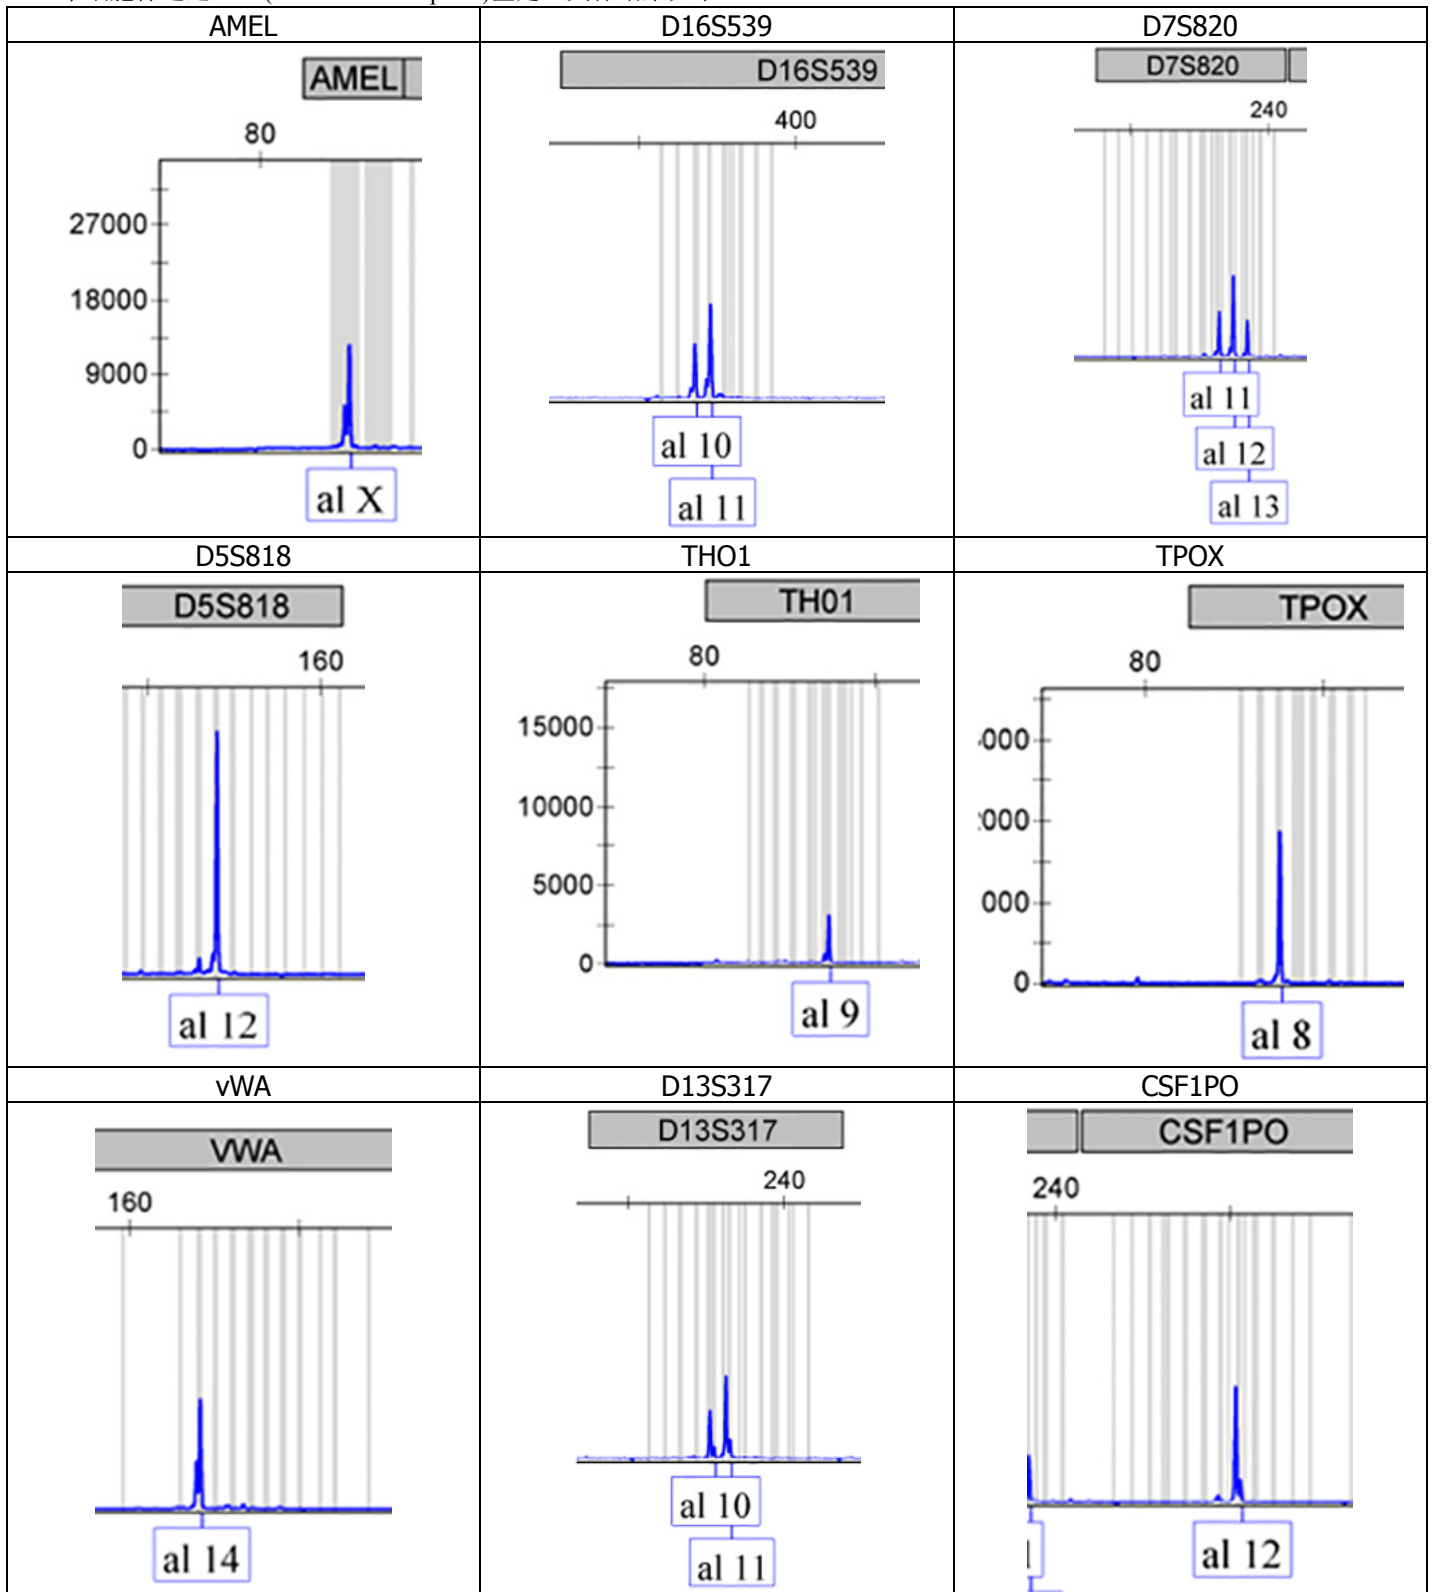 AMEL D16S539 D7S820
AMEL D16S539 D7S820
80 400 240
27000
18000
9000
0
al X al 10 al 11
al 11 al 12
al 13
D5S818 THO1 TPOX
D5S818 TH01 TPOX
160 80 80
15000 000
10000 000
5000 000
0 0
al 12 al 9 al 8
vWA D13S317 CSF1PO
VWA D13S317 CSF1PO
160 240 240
al 14 al 10 al 12
al 11